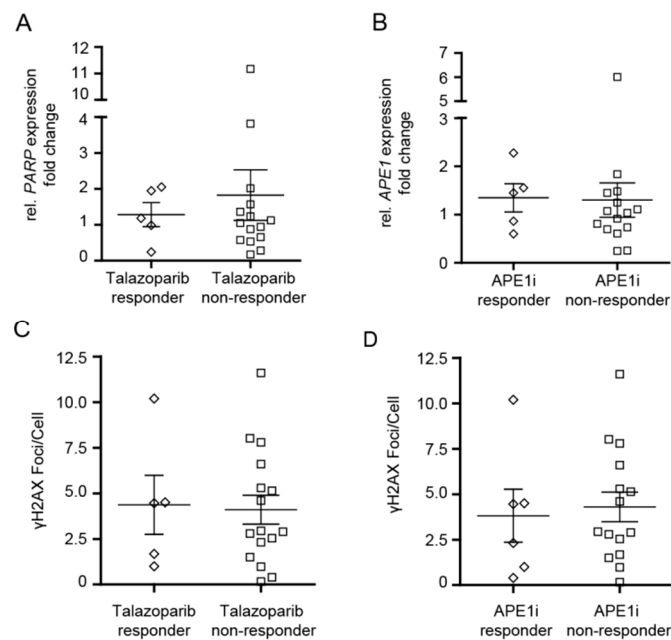 A
rel. PARP expression
fold change
12
11
10
4
3
2
1
0
Talazoparib
responder
Talazoparib
non-responder
B
rel. APE1 expression
fold change
7
6
5
3
2
1
0
APE1i
responder
APE1i
non-responder
C
γH2AX Foci/Cell
12.5
10.0
7.5
5.0
2.5
0
Talazoparib
responder
Talazoparib
non-responder
D
γH2AX Foci/Cell
12.5
10.0
7.5
5.0
2.5
0
APE1i
responder
APE1i
non-responder